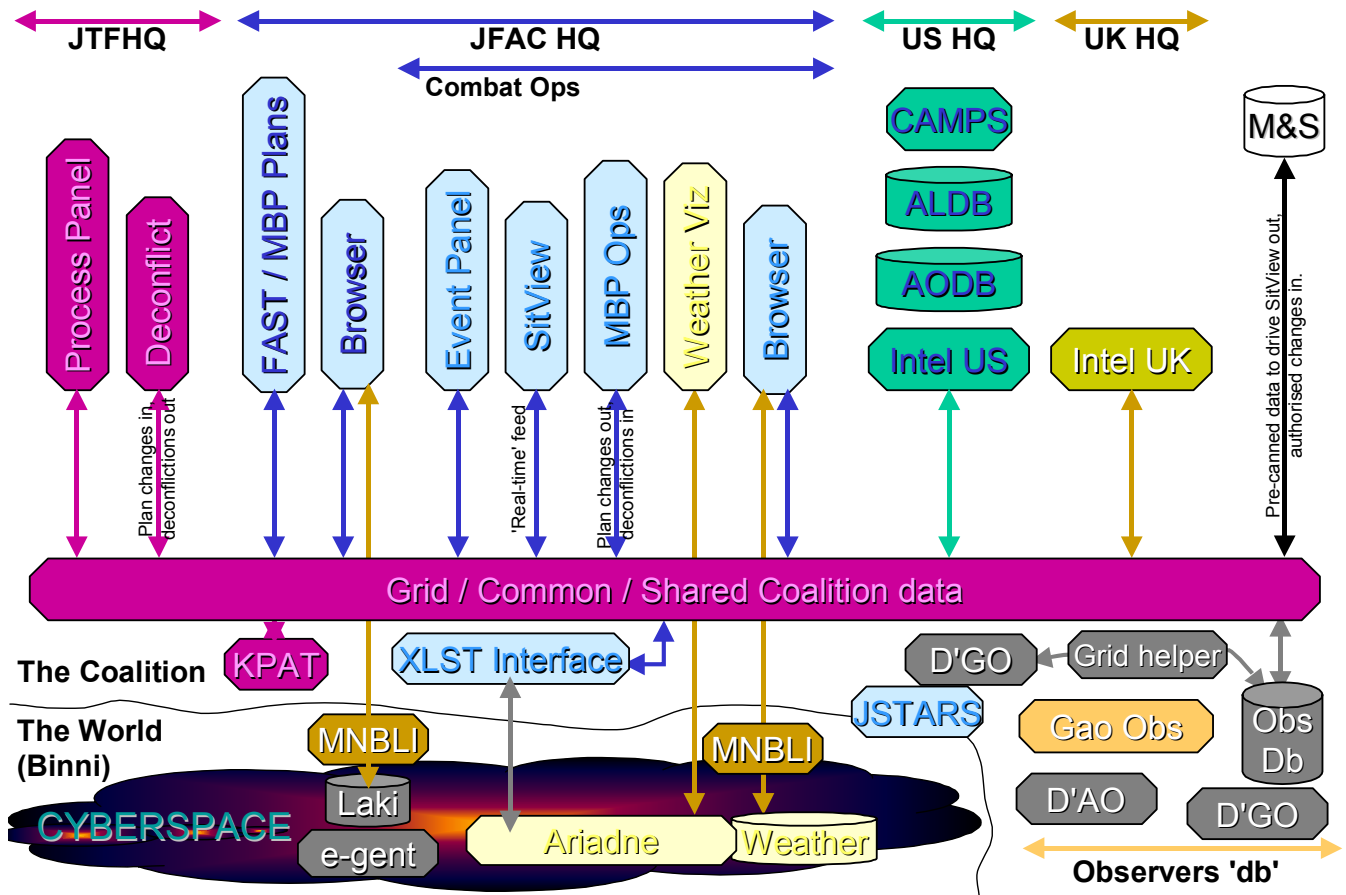 JTFHQ
JFAC HQ
US HQ
UK HQ
Combat Ops
Process Panel
Deconflict
FAST / MBP Plans
Browser
Event Panel
SitView
MBP Ops
Weather Viz
Browser
CAMPS
ALDB
AODB
Intel US
Intel UK
M&S
Plan changes in,
deconflictions out
'Real-time' feed
Plan changes out,
deconflictions in
Pre-canned data to drive SitView out,
authorised changes in.
Grid / Common / Shared Coalition data
The Coalition
KPAT
XLST Interface
D'GO
Grid helper
JSTARS
The World
(Binni)
MNBLI
MNBLI
Gao Obs
Obs
Db
Laki
D'AO
D'GO
CYBERSPACE
e-gent
Ariadne
Weather
Observers 'db'